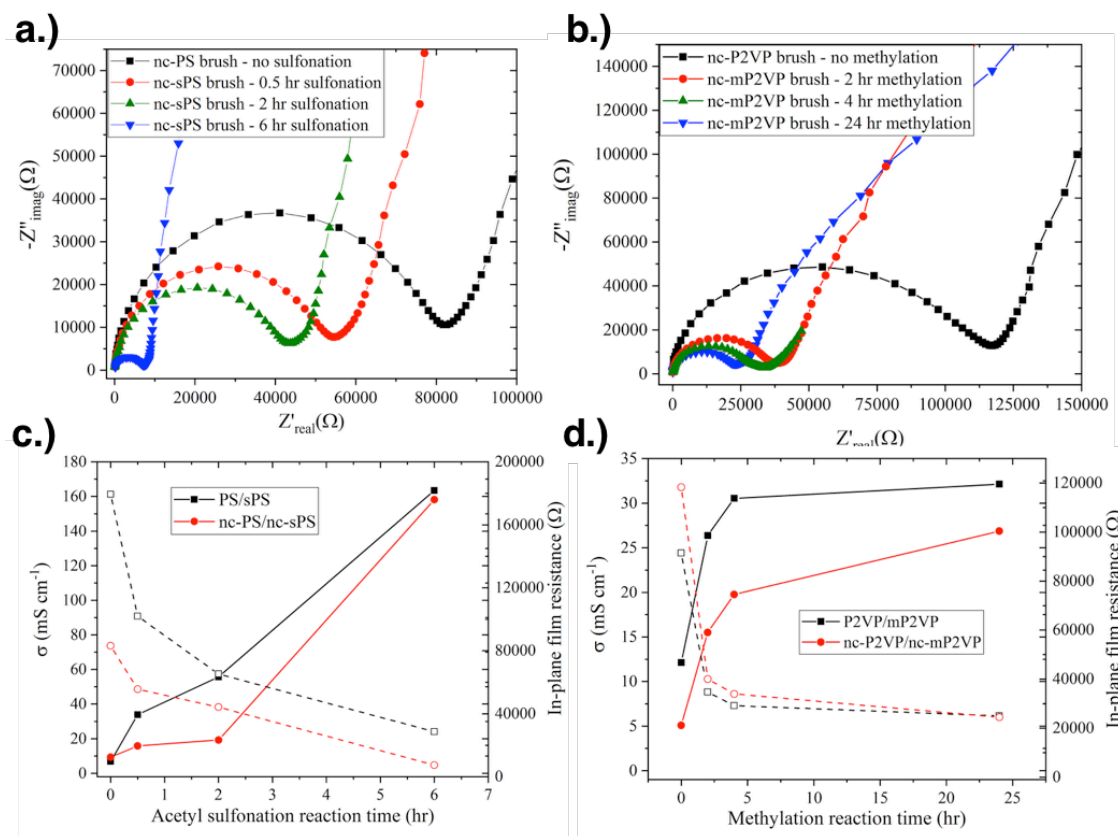 a.)
nc-PS brush - no sulfonation
nc-sPS brush - 0.5 hr sulfonation
nc-sPS brush - 2 hr sulfonation
nc-sPS brush - 6 hr sulfonation
70000
60000
50000
40000
30000
20000
10000
0
-Z''imag(Ω)
0 20000 40000 60000 80000 100000
Z'real(Ω)
b.)
nc-P2VP brush - no methylation
nc-mP2VP brush - 2 hr methylation
nc-mP2VP brush - 4 hr methylation
nc-mP2VP brush - 24 hr methylation
140000
120000
100000
80000
60000
40000
20000
0
-Z''imag(Ω)
0 25000 50000 75000 100000 125000 150000
Z'real(Ω)
c.)
PS/sPS
nc-PS/nc-sPS
180
160
140
120
100
80
60
40
20
0
σ (mS cm⁻¹)
200000
160000
120000
80000
40000
0
In-plane film resistance (Ω)
0 1 2 3 4 5 6 7
Acetyl sulfonation reaction time (hr)
d.)
P2VP/mP2VP
nc-P2VP/nc-mP2VP
35
30
25
20
15
10
5
0
σ (mS cm⁻¹)
120000
100000
80000
60000
40000
20000
0
In-plane film resistance (Ω)
0 5 10 15 20 25
Methylation reaction time (hr)